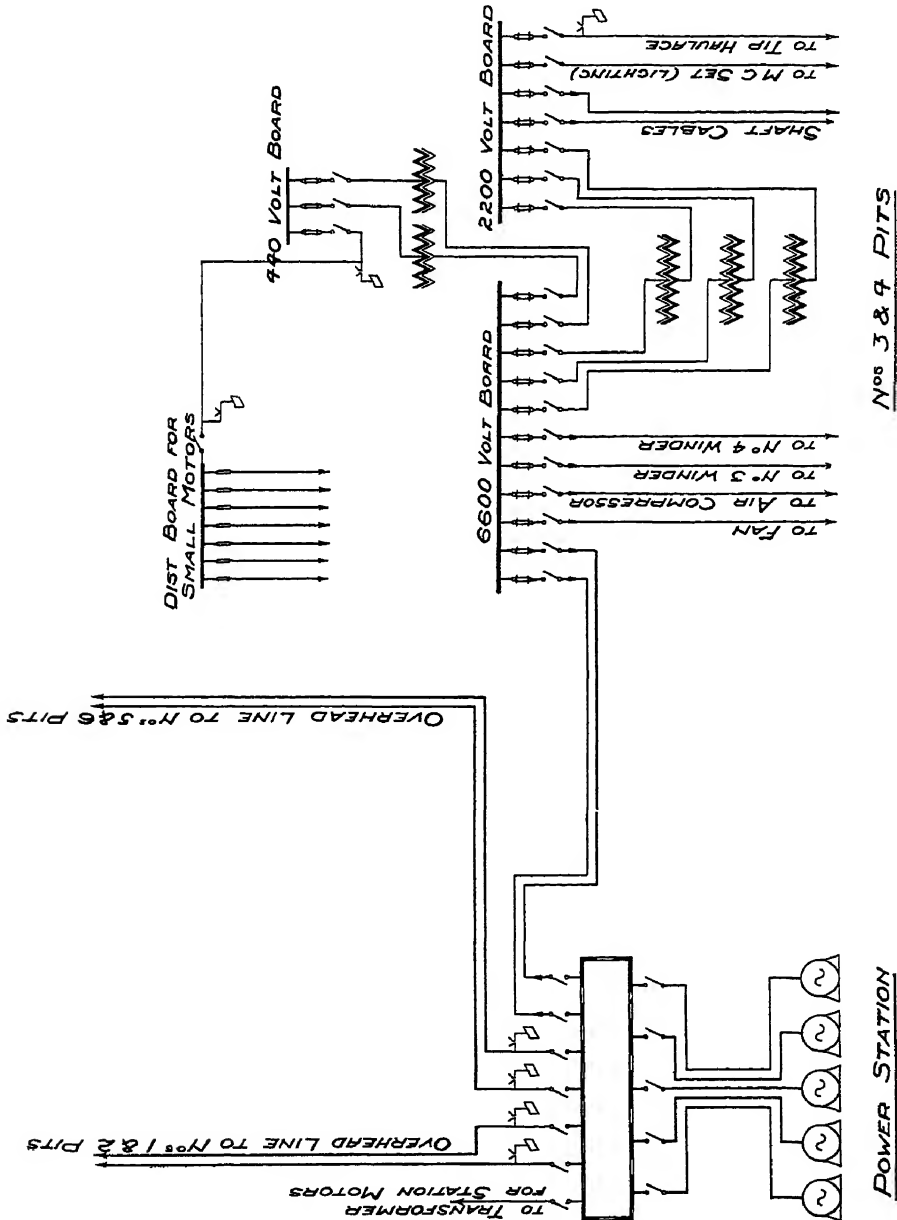 440 VOLT BOARD
2200 VOLT BOARD
TO TIP HAULAGE
TO M C SET (LIGHTING)
SHAFT CABLES
DIST BOARD FOR
SMALL MOTORS
6600 VOLT BOARD
TO Nº 4 WINDER
TO Nº 3 WINDER
TO AIR COMPRESSOR
TO FAN
Nºs 3 & 4 PITS
OVERHEAD LINE TO Nºs 5&6 PITS
OVERHEAD LINE TO Nºs 1 & 2 PITS
TO TRANSFORMER
FOR STATION MOTORS
POWER STATION